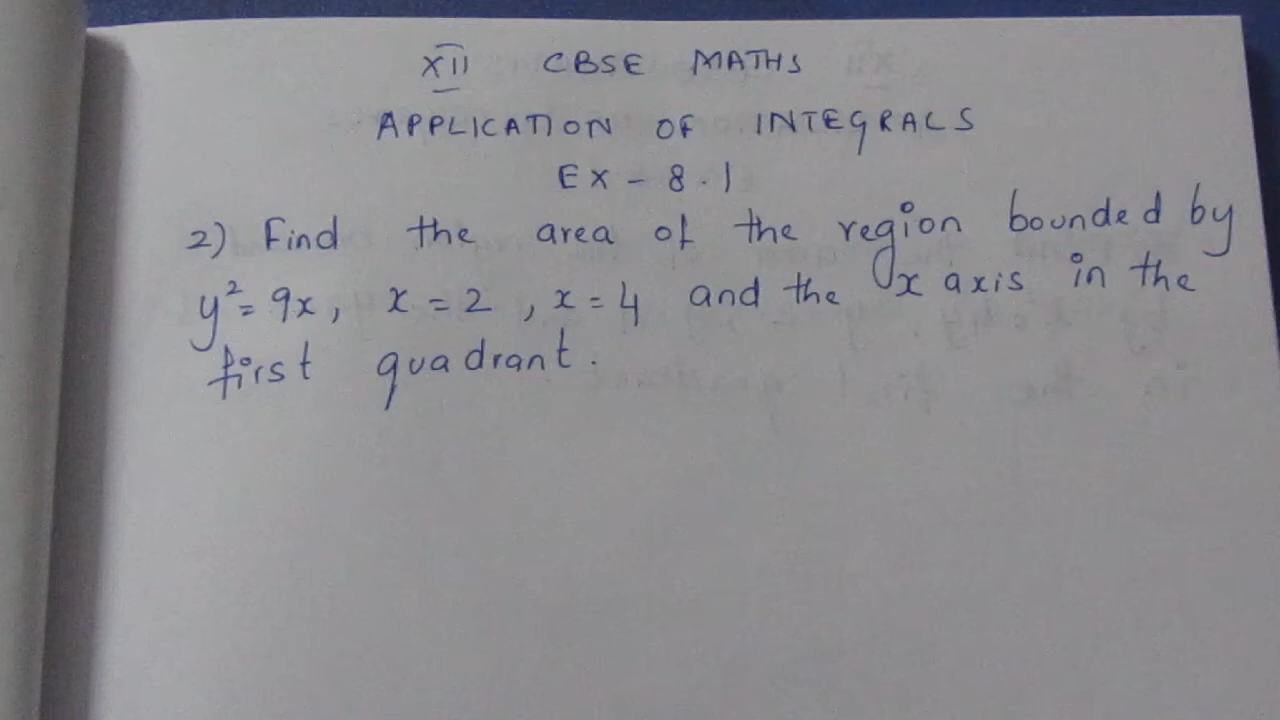 XII CBSE MATHS
APPLICATION OF INTEGRALS
EX - 8.1
2) Find the area of the region bounded by
y² = 9x, x = 2, x = 4 and the x axis in the
first quadrant.